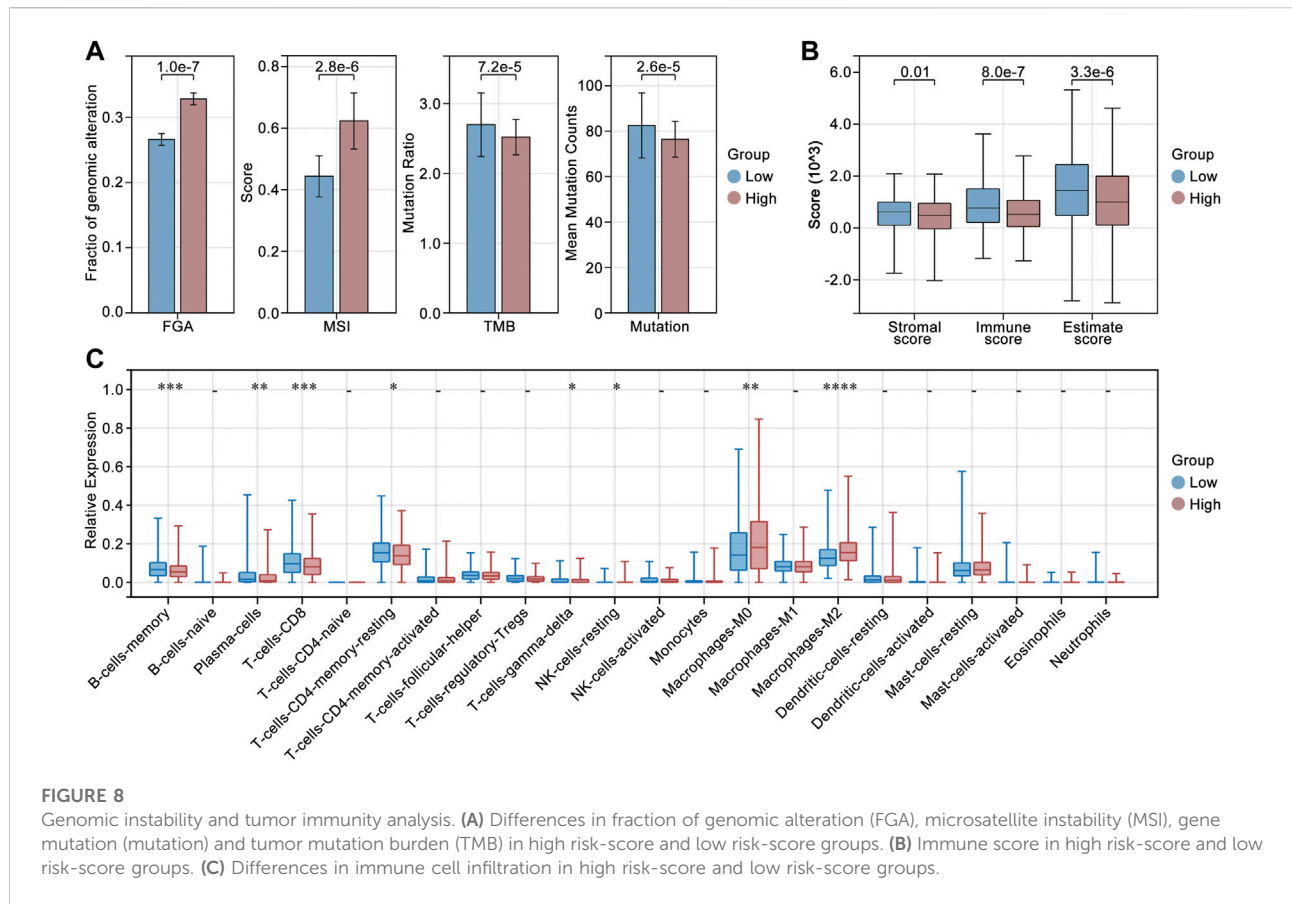 A
1.0e-7
0.3
0.2
0.1
0.0
Fractio of genomic alteration
FGA
2.8e-6
0.8
0.6
0.4
0.2
0.0
Score
MSI
7.2e-5
3.0
2.0
1.0
0.0
Mutation Ratio
TMB
2.6e-5
100
80
60
40
20
0
Mean Mutation Counts
Mutation
Group
Low
High
B
6.0
4.0
2.0
0.0
-2.0
Score (10^3)
0.01
8.0e-7
3.3e-6
Stromal
score
Immune
score
Estimate
score
Group
Low
High
C
1.0
0.8
0.6
0.4
0.2
0.0
Relative Expression
*** - ** *** - * - - - * * - - ** - **** - - - - - -
B-cells-memory
B-cells-naive
Plasma-cells
T-cells-CD8
T-cells-CD4-naive
T-cells-CD4-memory-resting
T-cells-CD4-memory-activated
T-cells-follicular-helper
T-cells-regulatory-Tregs
T-cells-gamma-delta
NK-cells-resting
NK-cells-activated
Monocytes
Macrophages-M0
Macrophages-M1
Macrophages-M2
Dendritic-cells-resting
Dendritic-cells-activated
Mast-cells-resting
Mast-cells-activated
Eosinophils
Neutrophils
Group
Low
High
FIGURE 8
Genomic instability and tumor immunity analysis. (A) Differences in fraction of genomic alteration (FGA), microsatellite instability (MSI), gene
mutation (mutation) and tumor mutation burden (TMB) in high risk-score and low risk-score groups. (B) Immune score in high risk-score and low
risk-score groups. (C) Differences in immune cell infiltration in high risk-score and low risk-score groups.